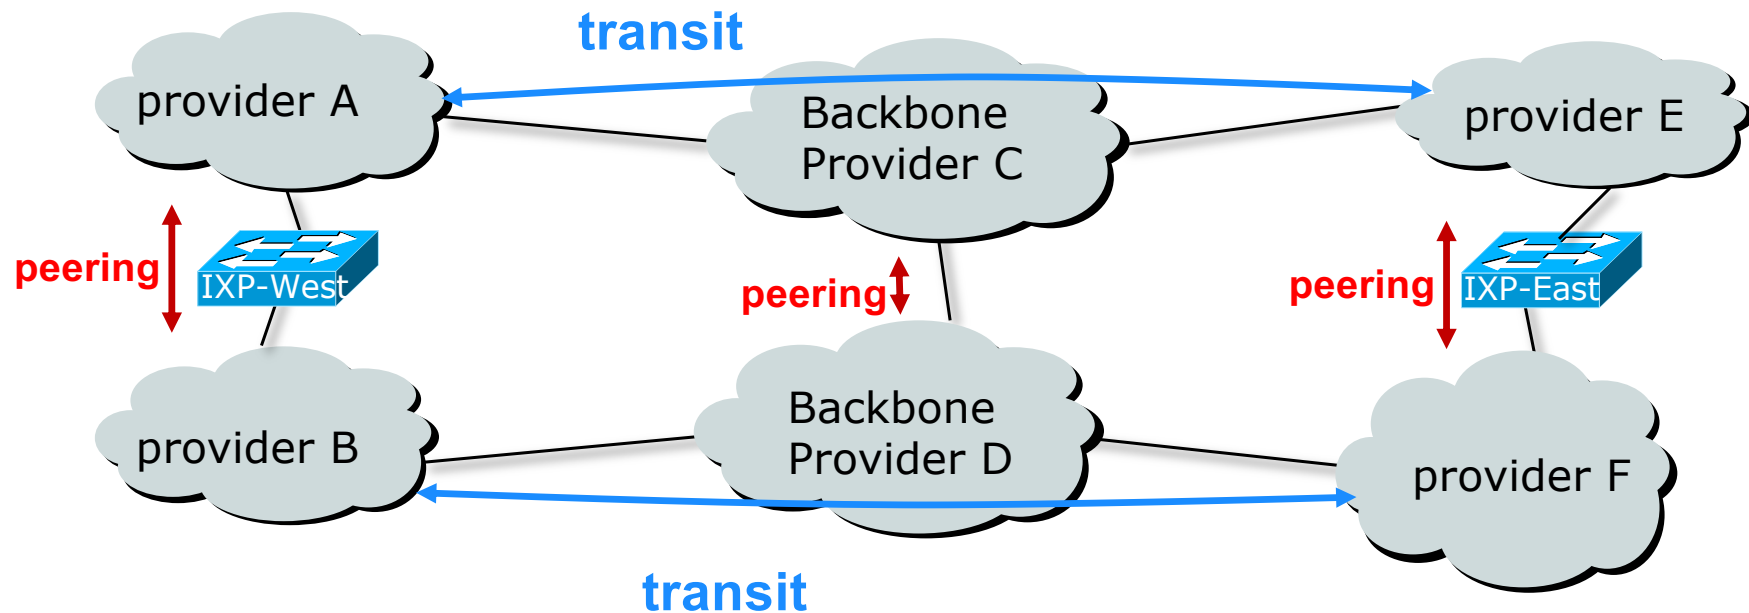 transit
provider A
Backbone
Provider C
provider E
peering
IXP-West
peering
peering
IXP-East
provider B
Backbone
Provider D
provider F
transit